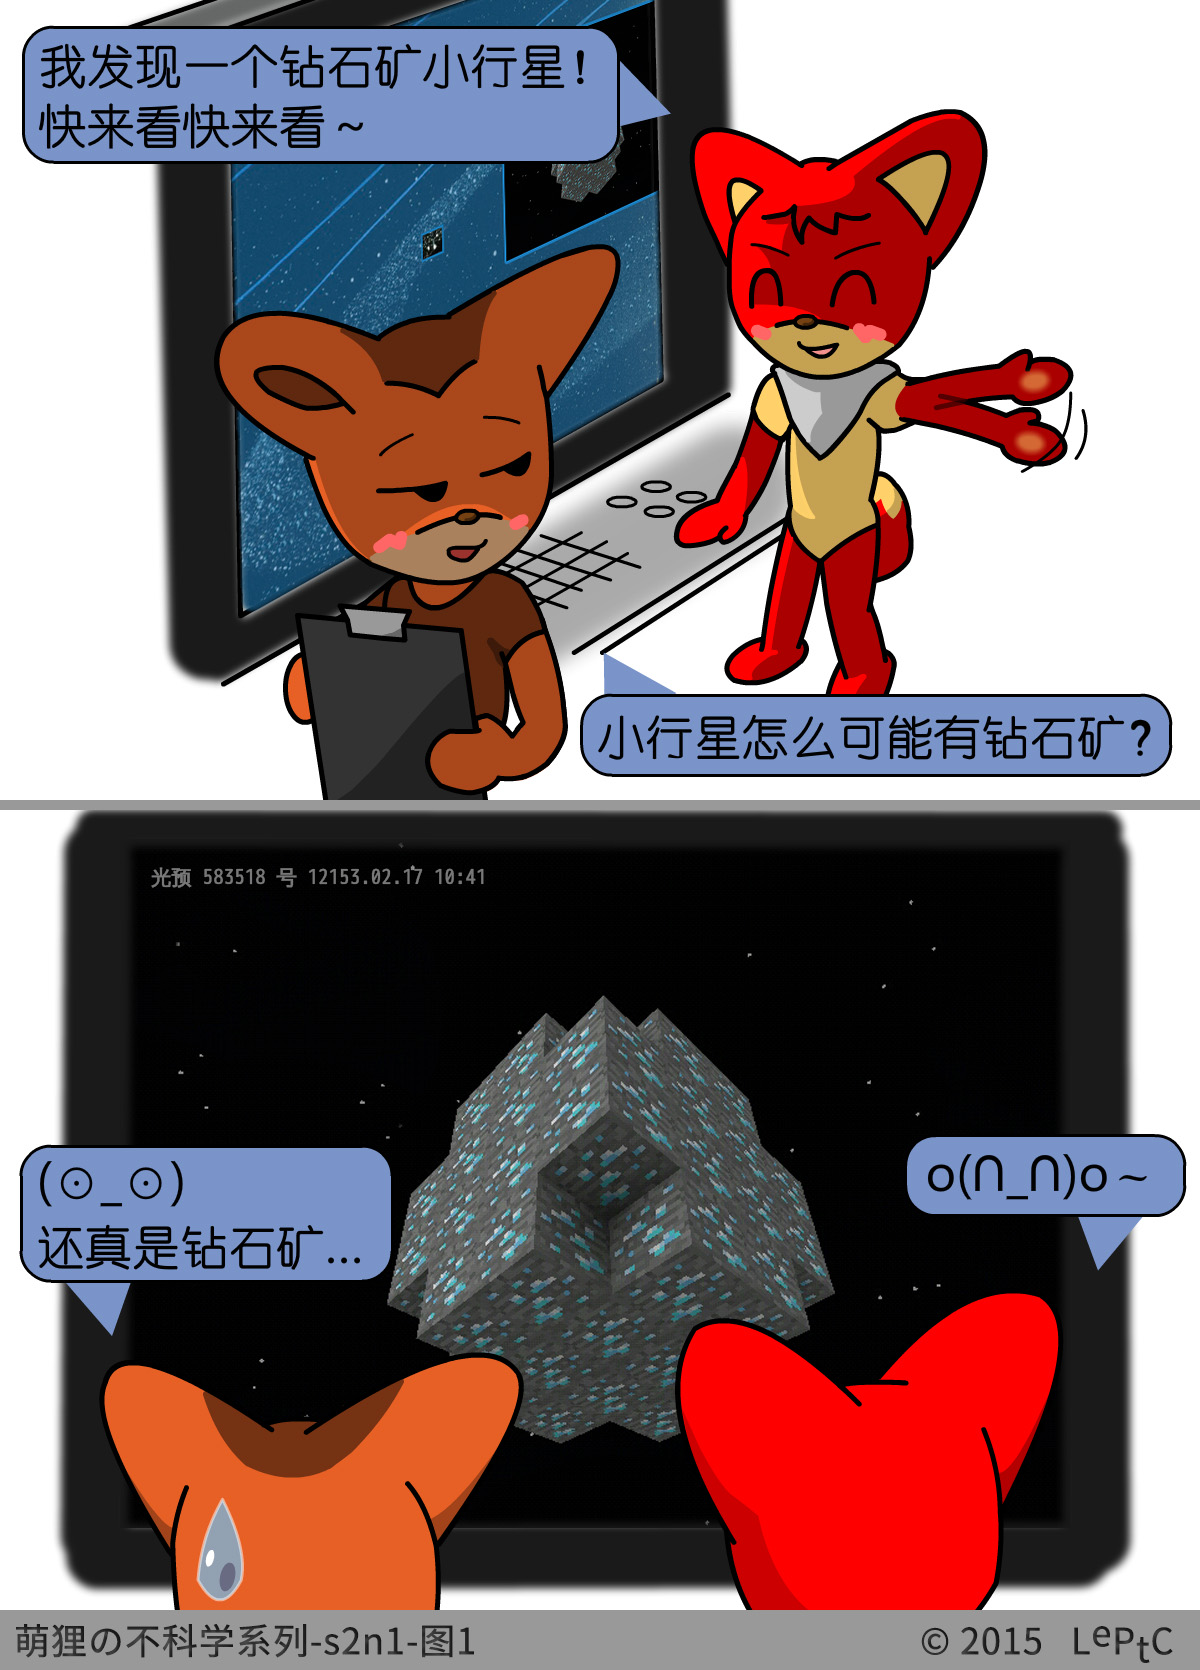 我发现一个钻石矿小行星！
快来看快来看～
小行星怎么可能有钻石矿？
光预 583518 号 12153.02.17 10:41
(⊙_⊙)
还真是钻石矿...
o(∩_∩)o～
萌狸の不科学系列-s2n1-图1
© 2015 LePtC